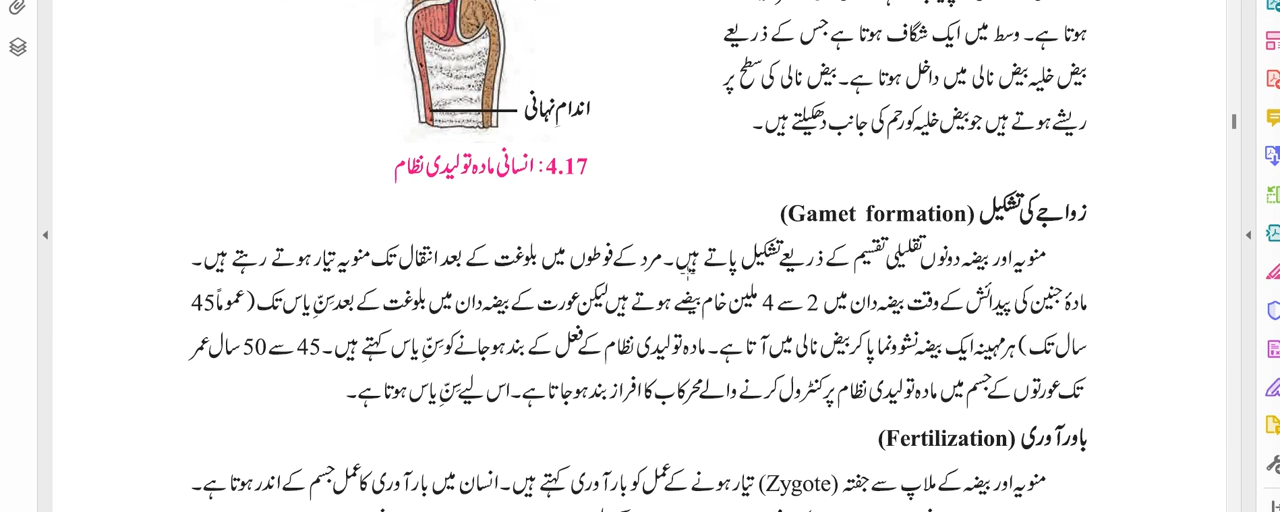 ہوتا ہے۔ وسط میں ایک شگاف ہوتا ہے جس کے ذریعے
بیض خلیہ بیض نالی میں داخل ہوتا ہے۔ بیض نالی کی سطح پر
ریشے ہوتے ہیں جو بیض خلیہ کو رحم کی جانب دھکیلتے ہیں۔
اندام نہانی
4.17 : انسانی مادہ تولیدی نظام
زواجے کی تشکیل (Gamet formation)
منویہ اور بیضہ دونوں تقلیلی تقسیم کے ذریعے تشکیل پاتے ہیں۔ مرد کے فوطوں میں بلوغت کے بعد انتقال تک منویہ تیار ہوتے رہتے ہیں۔
مادۂ جنین کی پیدائش کے وقت بیضہ دان میں 2 سے 4 ملین خام بیضے ہوتے ہیں لیکن عورت کے بیضہ دان میں بلوغت کے بعد سِنِّ یاس تک (عموماً 45
سال تک) ہر مہینہ ایک بیضہ نشوونما پا کر بیض نالی میں آتا ہے۔ مادہ تولیدی نظام کے فعل کے بند ہو جانے کو سِنِّ یاس کہتے ہیں۔ 45 سے 50 سال عمر
تک عورتوں کے جسم میں مادہ تولیدی نظام پر کنٹرول کرنے والے محرکاب کا افراز بند ہو جاتا ہے۔ اس لیے سِنِّ یاس ہوتا ہے۔
باور آوری (Fertilization)
منویہ اور بیضہ کے ملاپ سے جفتہ (Zygote) تیار ہونے کے عمل کو بار آوری کہتے ہیں۔ انسان میں بار آوری کا عمل جسم کے اندر ہوتا ہے۔